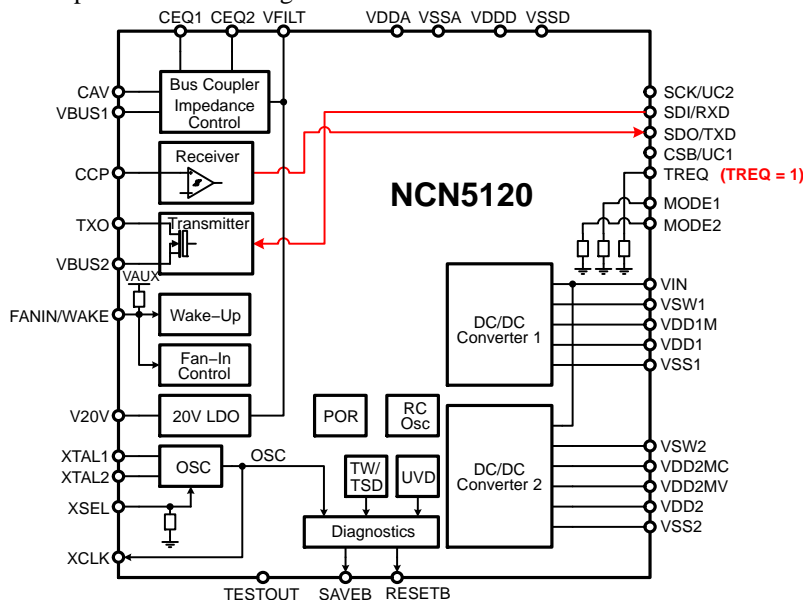 CEQ1 CEQ2 VFILT VDDA VSSA VDDD VSSD
CAV
VBUS1
Bus Coupler
Impedance
Control
SCK/UC2
SDI/RXD
SDO/TXD
CSB/UC1
TREQ (TREQ = 1)
MODE1
MODE2
CCP
Receiver
NCN5120
TXO
VBUS2
Transmitter
VAUX
FANIN/WAKE
Wake−Up
Fan−In
Control
DC/DC
Converter 1
VIN
VSW1
VDD1M
VDD1
VSS1
V20V
20V LDO
POR
RC
Osc
XTAL1
XTAL2
OSC
OSC
XSEL
TW/
TSD
UVD
DC/DC
Converter 2
VSW2
VDD2MC
VDD2MV
VDD2
VSS2
Diagnostics
XCLK
TESTOUT SAVEB RESETB